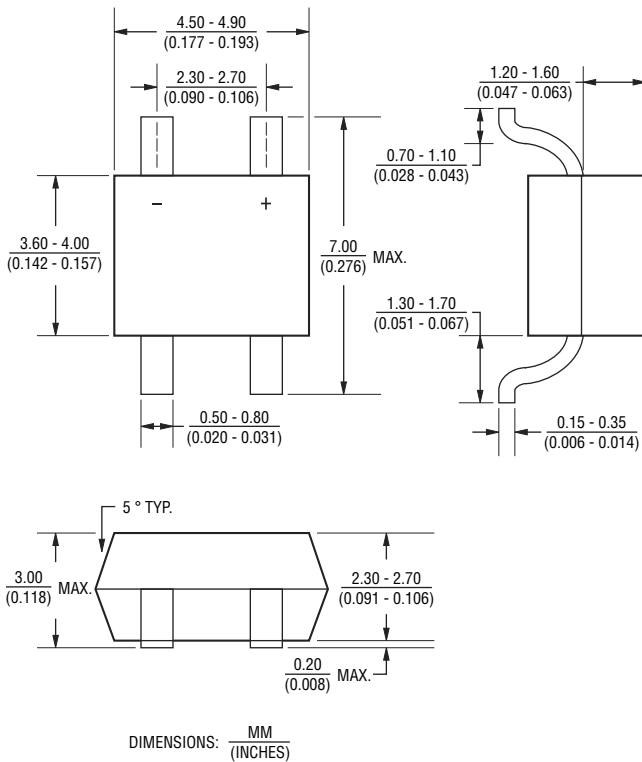 4.50 - 4.90
(0.177 - 0.193)
2.30 - 2.70
(0.090 - 0.106)
1.20 - 1.60
(0.047 - 0.063)
0.70 - 1.10
(0.028 - 0.043)
- +
3.60 - 4.00
(0.142 - 0.157)
7.00
(0.276) MAX.
1.30 - 1.70
(0.051 - 0.067)
0.50 - 0.80
(0.020 - 0.031)
0.15 - 0.35
(0.006 - 0.014)
5 ° TYP.
3.00
(0.118) MAX.
2.30 - 2.70
(0.091 - 0.106)
0.20
(0.008) MAX.
DIMENSIONS: MM
(INCHES)